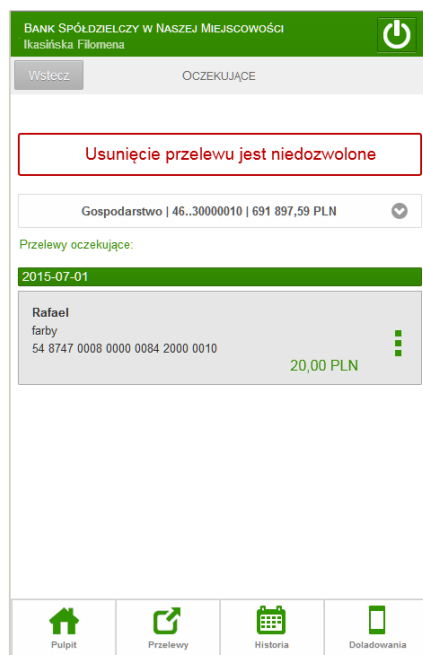 BANK SPÓŁDZIELCZY W NASZEJ MIEJSCOWOŚCI
Ikasińska Filomena
Wstecz
OCZEKUJĄCE
Usunięcie przelewu jest niedozwolone
Gospodarstwo | 46..30000010 | 691 897,59 PLN
Przelewy oczekujące:
2015-07-01
Rafael
farby
54 8747 0008 0000 0084 2000 0010
20,00 PLN
Pulpit
Przelewy
Historia
Doladowania